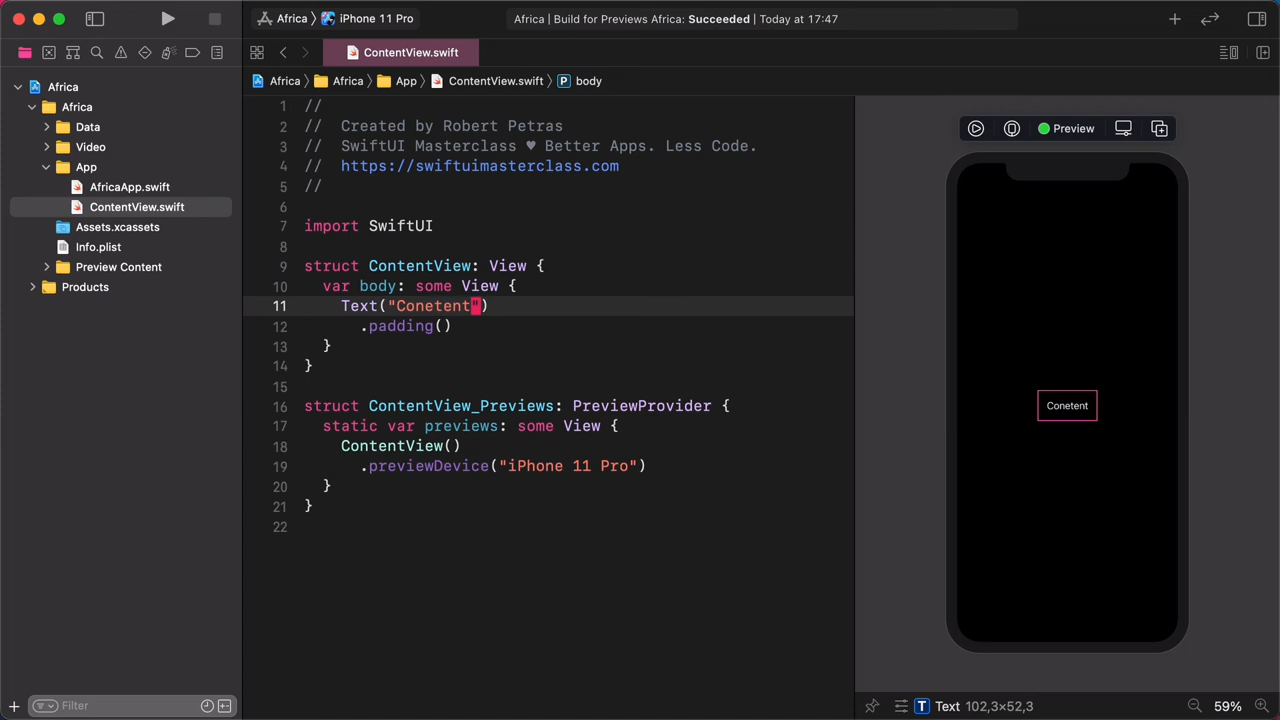 Africa
iPhone 11 Pro
Africa | Build for Previews Africa: Succeeded | Today at 17:47
ContentView.swift
Africa
Africa
App
ContentView.swift
P
body
Africa
Africa
Data
Video
App
AfricaApp.swift
ContentView.swift
Assets.xcassets
Info.plist
Preview Content
Products
1 //
2 // Created by Robert Petras
3 // SwiftUI Masterclass ♥ Better Apps. Less Code.
4 // https://swiftuimasterclass.com
5 //
6
7 import SwiftUI
8
9 struct ContentView: View {
10 var body: some View {
11 Text("Conetent")
12 .padding()
13 }
14 }
15
16 struct ContentView_Previews: PreviewProvider {
17 static var previews: some View {
18 ContentView()
19 .previewDevice("iPhone 11 Pro")
20 }
21 }
22
Preview
Conetent
Filter
T Text 102,3×52,3
59%